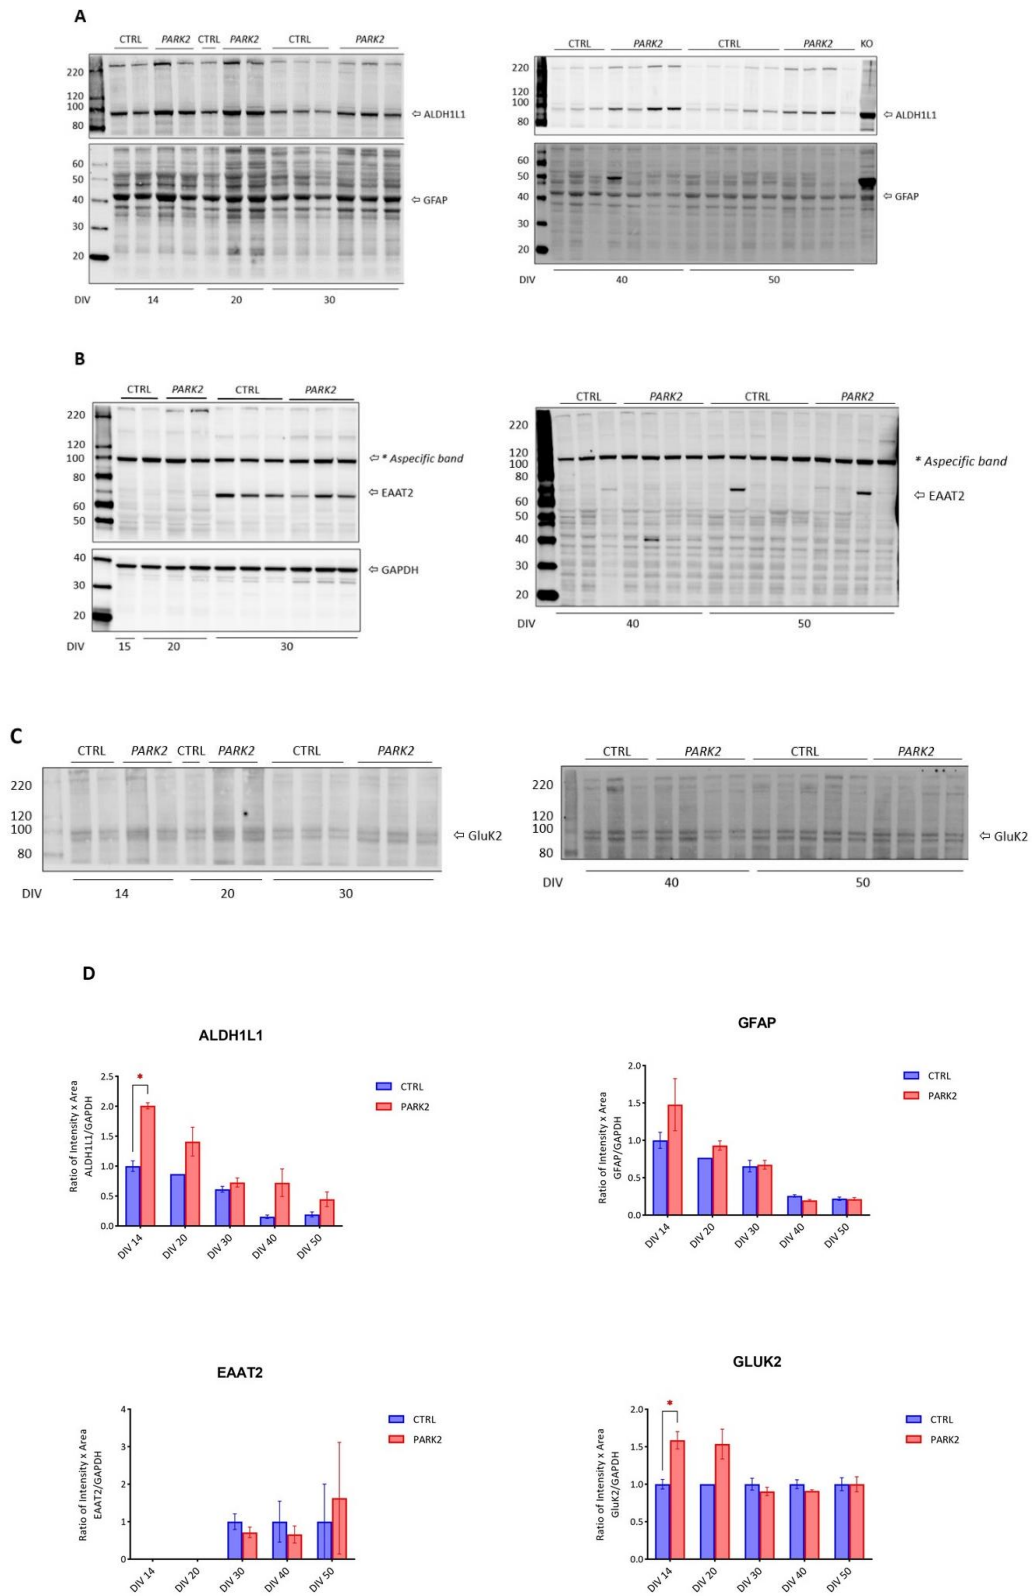 A
CTRL PARK2 CTRL PARK2 CTRL PARK2
220
120
100
80
⇦ ALDH1L1
60
50
40
30
20
⇦ GFAP
DIV 14 20 30
CTRL PARK2 CTRL PARK2 KO
220
120
100
80
⇦ ALDH1L1
60
50
40
30
20
⇦ GFAP
40 50
B
CTRL PARK2 CTRL PARK2
220
120
100
80
60
50
⇦ * Aspecific band
⇦ EAAT2
40
30
20
⇦ GAPDH
DIV 15 20 30
CTRL PARK2 CTRL PARK2
220
120
100
80
60
50
40
30
20
* Aspecific band
⇦ EAAT2
DIV 40 50
C
CTRL PARK2 CTRL PARK2 CTRL PARK2
220
120
100
80
⇦ GluK2
DIV 14 20 30
CTRL PARK2 CTRL PARK2
220
120
100
80
⇦ GluK2
DIV 40 50
D
ALDH1L1
Ratio of Intensity x Area
ALDH1L1/GAPDH
2.5
2.0
1.5
1.0
0.5
0.0
*
CTRL
PARK2
DIV 14 DIV 20 DIV 30 DIV 40 DIV 50
GFAP
Ratio of Intensity x Area
GFAP/GAPDH
2.0
1.5
1.0
0.5
0.0
CTRL
PARK2
DIV 14 DIV 20 DIV 30 DIV 40 DIV 50
EAAT2
Ratio of Intensity x Area
EAAT2/GAPDH
4
3
2
1
0
CTRL
PARK2
DIV 14 DIV 20 DIV 30 DIV 40 DIV 50
GLUK2
Ratio of Intensity x Area
GluK2/GAPDH
2.0
1.5
1.0
0.5
0.0
*
CTRL
PARK2
DIV 14 DIV 20 DIV 30 DIV 40 DIV 50